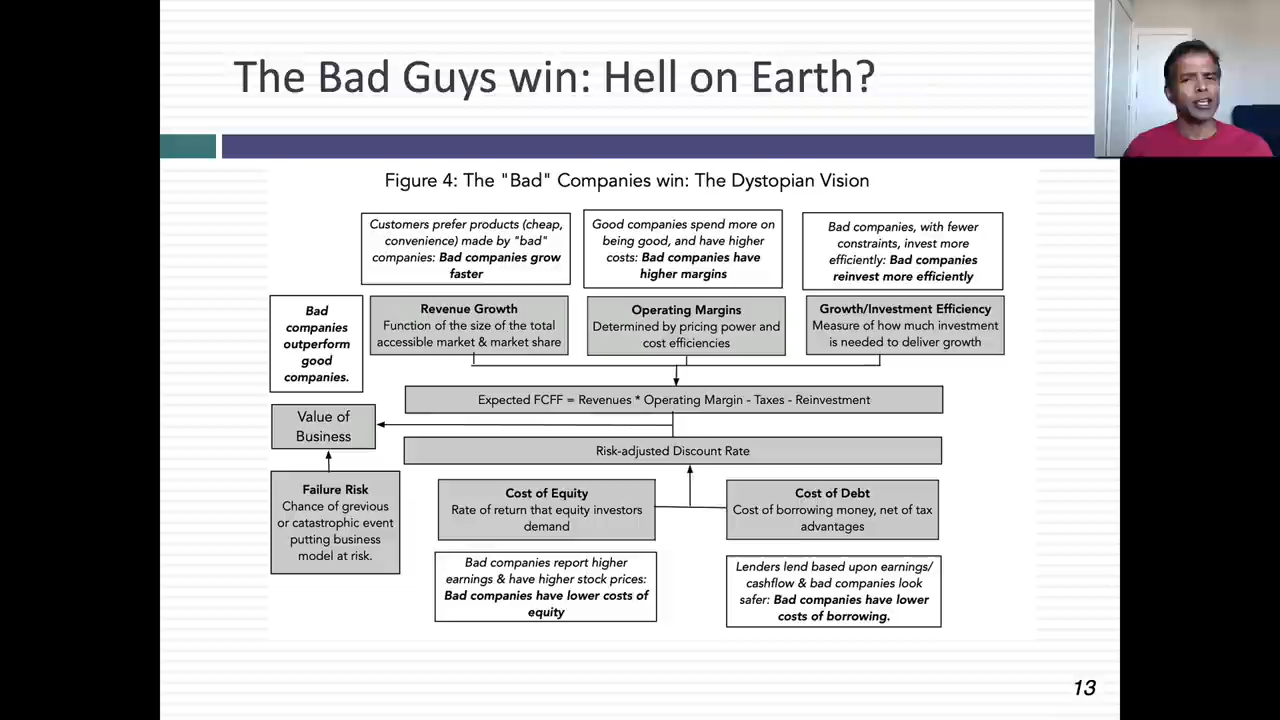 The Bad Guys win: Hell on Earth?
Figure 4: The "Bad" Companies win: The Dystopian Vision
Customers prefer products (cheap,
convenience) made by "bad"
companies: Bad companies grow
faster
Good companies spend more on
being good, and have higher
costs: Bad companies have
higher margins
Bad companies, with fewer
constraints, invest more
efficiently: Bad companies
reinvest more efficiently
Bad
companies
outperform
good
companies.
Revenue Growth
Function of the size of the total
accessible market & market share
Operating Margins
Determined by pricing power and
cost efficiencies
Growth/Investment Efficiency
Measure of how much investment
is needed to deliver growth
Expected FCFF = Revenues * Operating Margin - Taxes - Reinvestment
Value of
Business
Risk-adjusted Discount Rate
Failure Risk
Chance of grevious
or catastrophic event
putting business
model at risk.
Cost of Equity
Rate of return that equity investors
demand
Cost of Debt
Cost of borrowing money, net of tax
advantages
Bad companies report higher
earnings & have higher stock prices:
Bad companies have lower costs of
equity
Lenders lend based upon earnings/
cashflow & bad companies look
safer: Bad companies have lower
costs of borrowing.
13